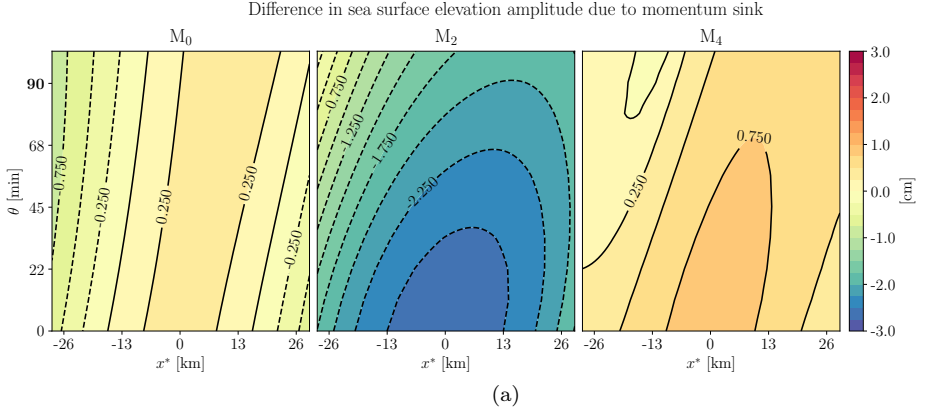 Difference in sea surface elevation amplitude due to momentum sink
M0
M2
M4
θ [min]
90
68
45
22
0
-0.750
0.250
0.250
0.250
-0.250
-0.750
-1.250
-1.750
-2.250
0.250
0.750
3.0
2.0
1.0
0.0
-1.0
-2.0
-3.0
[cm]
-26 -13 0 13 26
-26 -13 0 13 26
-26 -13 0 13 26
x* [km]
x* [km]
x* [km]
(a)